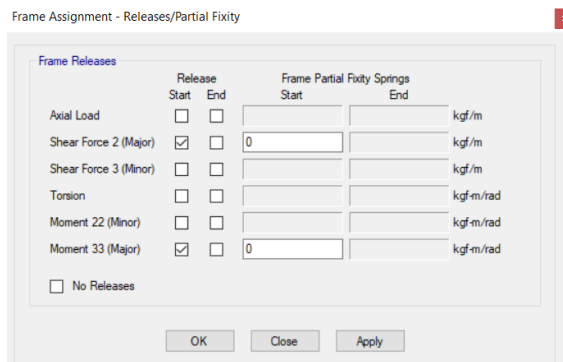 Frame Assignment - Releases/Partial Fixity
Frame Releases
Release Frame Partial Fixity Springs
Start End Start End
Axial Load kgf/m
Shear Force 2 (Major) 0 kgf/m
Shear Force 3 (Minor) kgf/m
Torsion kgf-m/rad
Moment 22 (Minor) kgf-m/rad
Moment 33 (Major) 0 kgf-m/rad
No Releases
OK Close Apply